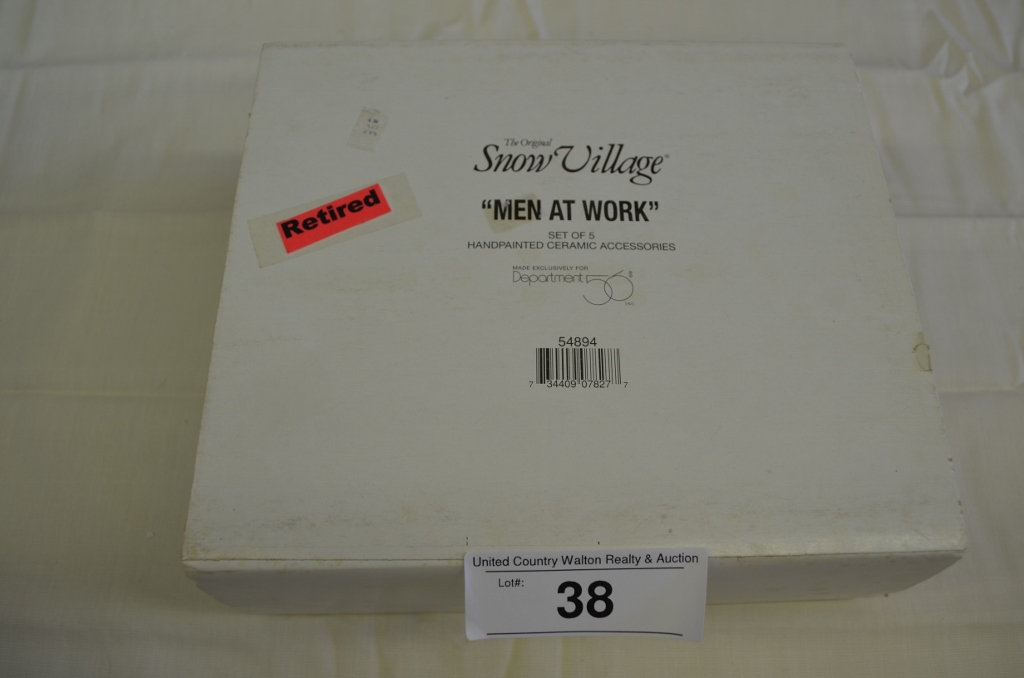 The Original
Snow Village®
Retired
"MEN AT WORK"
SET OF 5
HANDPAINTED CERAMIC ACCESSORIES
MADE EXCLUSIVELY FOR
Department 56®
INC.
54894
7 34409 07827 7
United Country Walton Realty & Auction
Lot#:
38